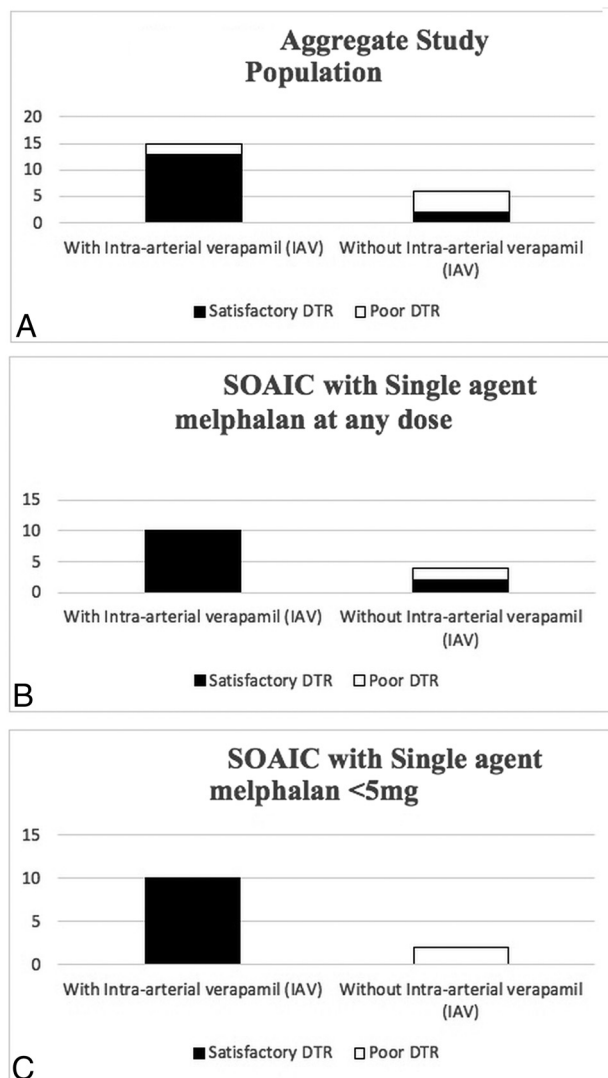 Aggregate Study
Population
20
15
10
5
0
With Intra-arterial verapamil (IAV)
Without Intra-arterial verapamil
(IAV)
Satisfactory DTR
Poor DTR
A
SOAIC with Single agent
melphalan at any dose
15
10
5
0
With Intra-arterial verapamil (IAV)
Without Intra-arterial verapamil
(IAV)
Satisfactory DTR
Poor DTR
B
SOAIC with Single agent
melphalan <5mg
15
10
5
0
With Intra-arterial verapamil (IAV)
Without Intra-arterial verapamil
(IAV)
Satisfactory DTR
Poor DTR
C